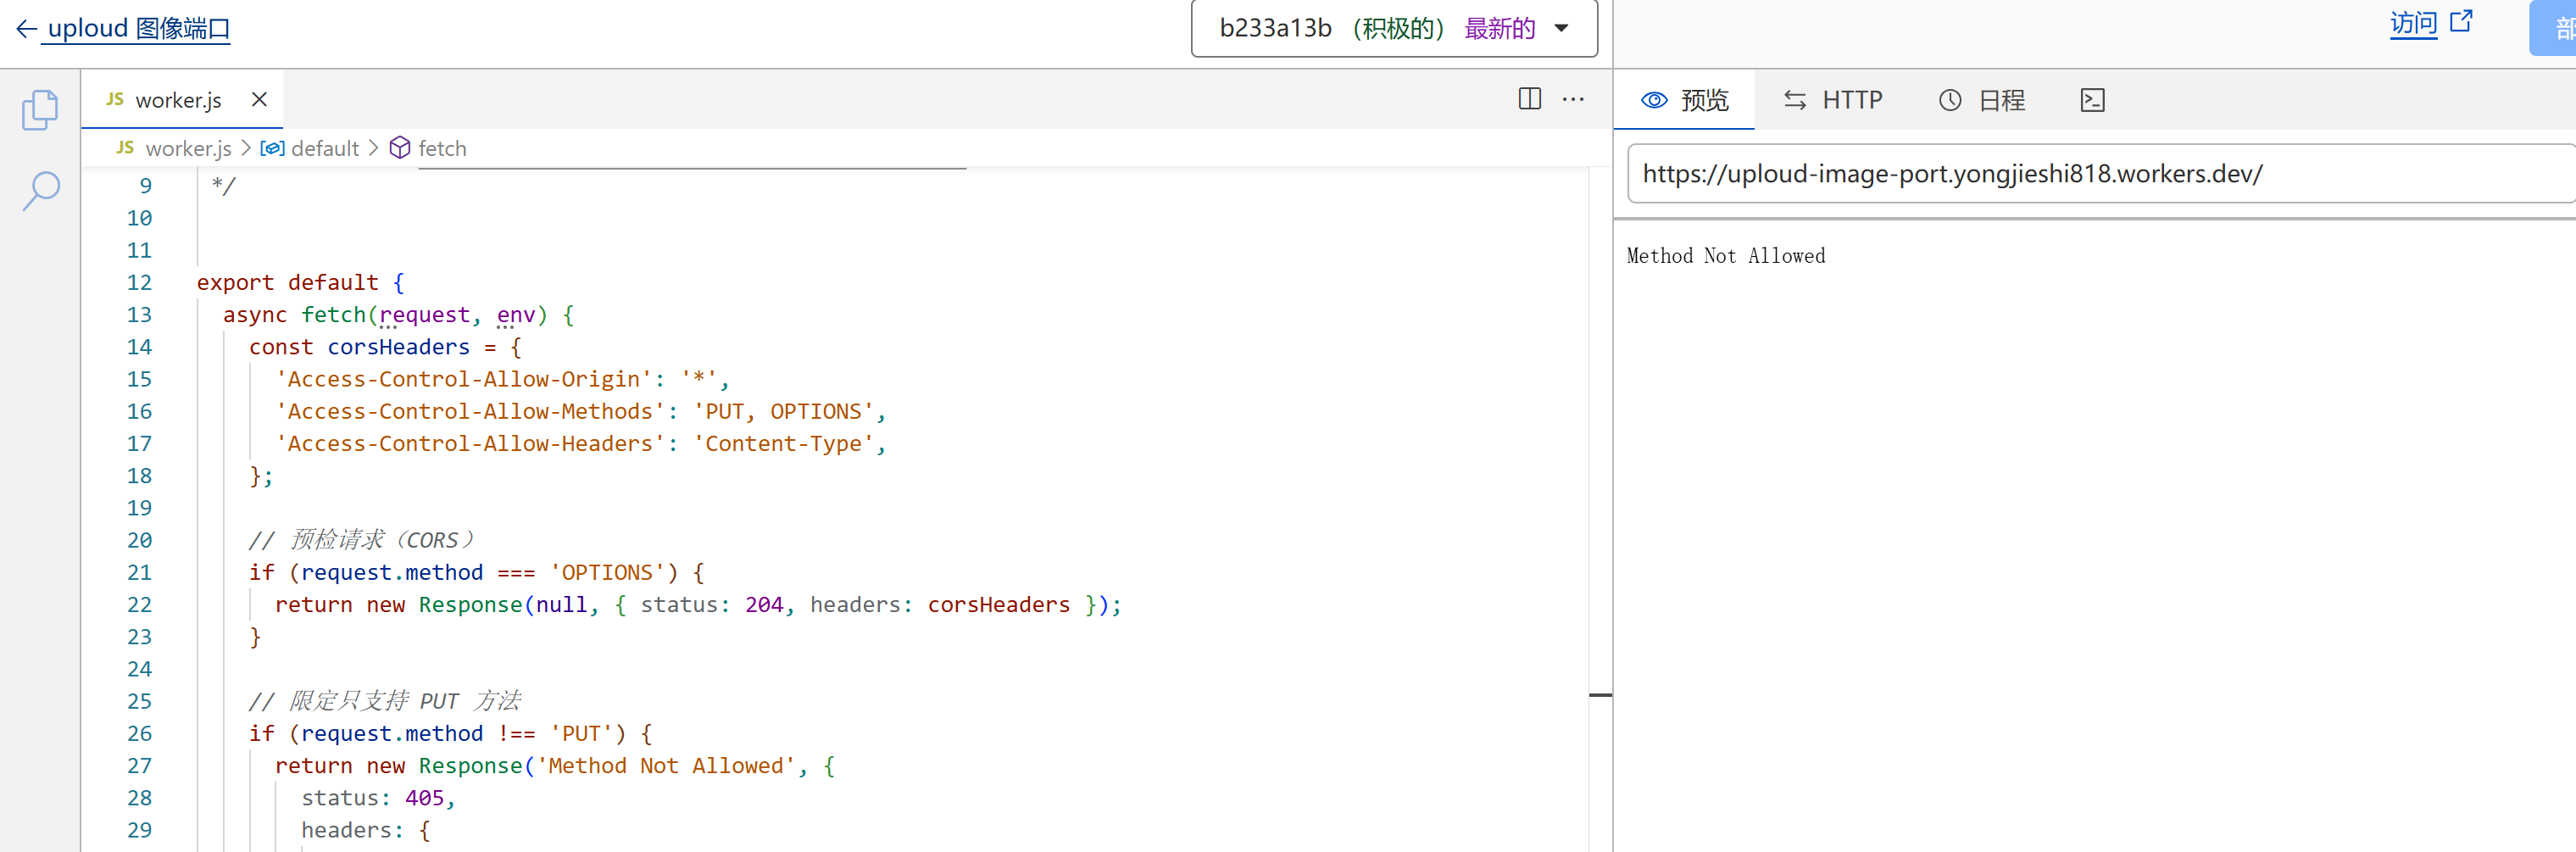 ← uploud 图像端口
b233a13b （积极的） 最新的
访问
部
JS worker.js
预览
HTTP
日程
JS worker.js > default > fetch
https://uploud-image-port.yongjieshi818.workers.dev/
Method Not Allowed
9 */
10
11
12 export default {
13 async fetch(request, env) {
14 const corsHeaders = {
15 'Access-Control-Allow-Origin': '*',
16 'Access-Control-Allow-Methods': 'PUT, OPTIONS',
17 'Access-Control-Allow-Headers': 'Content-Type',
18 };
19
20 // 预检请求（CORS）
21 if (request.method === 'OPTIONS') {
22 return new Response(null, { status: 204, headers: corsHeaders });
23 }
24
25 // 限定只支持 PUT 方法
26 if (request.method !== 'PUT') {
27 return new Response('Method Not Allowed', {
28 status: 405,
29 headers: {